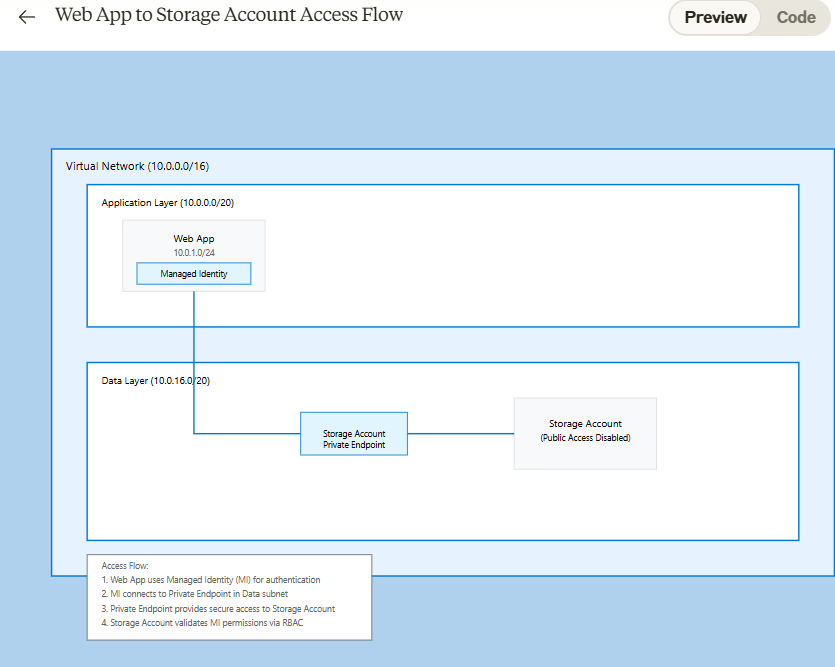 Web App to Storage Account Access Flow
Preview
Code
Virtual Network (10.0.0.0/16)
Application Layer (10.0.0.0/20)
Web App
10.0.1.0/24
Managed Identity
Data Layer (10.0.16.0/20)
Storage Account
Private Endpoint
Storage Account
(Public Access Disabled)
Access Flow:
1. Web App uses Managed Identity (MI) for authentication
2. MI connects to Private Endpoint in Data subnet
3. Private Endpoint provides secure access to Storage Account
4. Storage Account validates MI permissions via RBAC